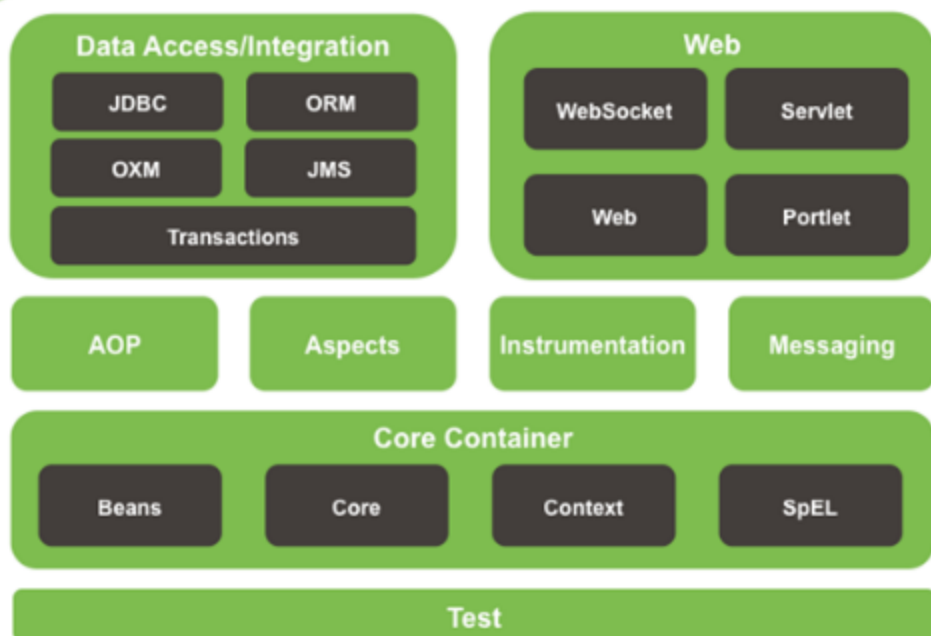 Data Access/Integration
JDBC
ORM
OXM
JMS
Transactions
Web
WebSocket
Servlet
Web
Portlet
AOP
Aspects
Instrumentation
Messaging
Core Container
Beans
Core
Context
SpEL
Test